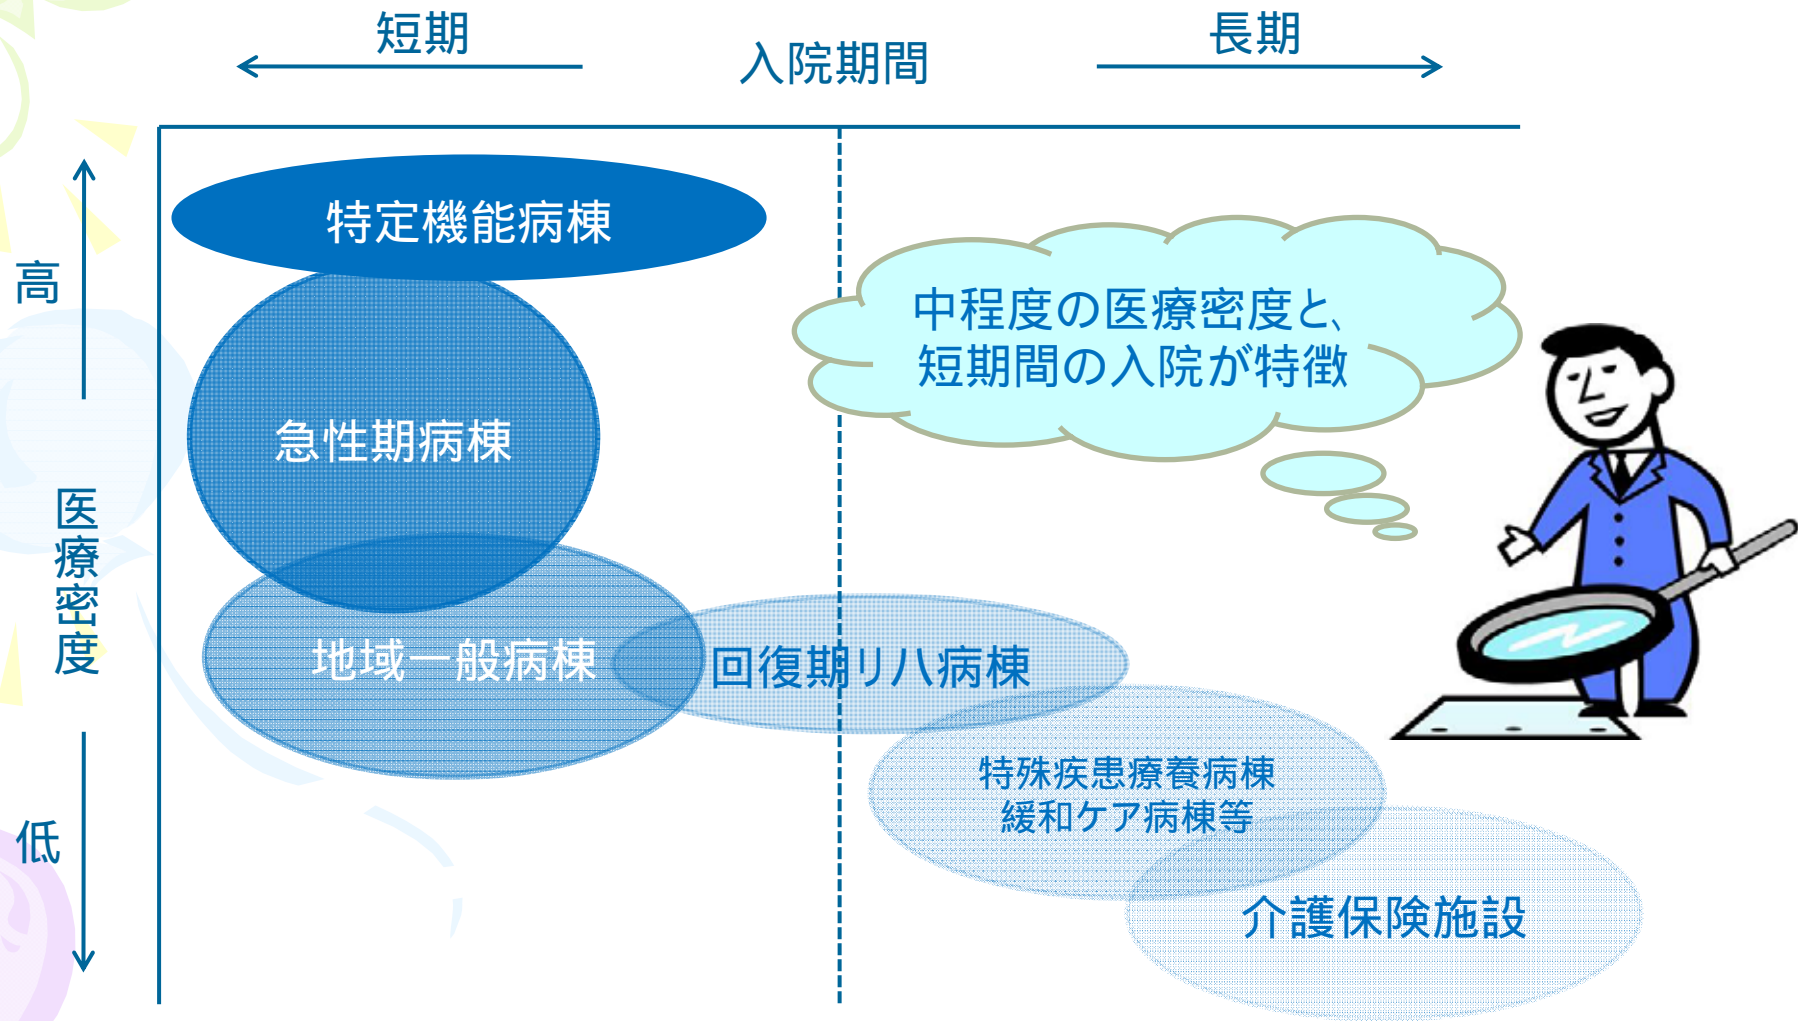 短期
入院期間
長期
高
医療密度
低
特定機能病棟
急性期病棟
地域一般病棟
回復期リハ病棟
特殊疾患療養病棟
緩和ケア病棟等
介護保険施設
中程度の医療密度と、
短期間の入院が特徴